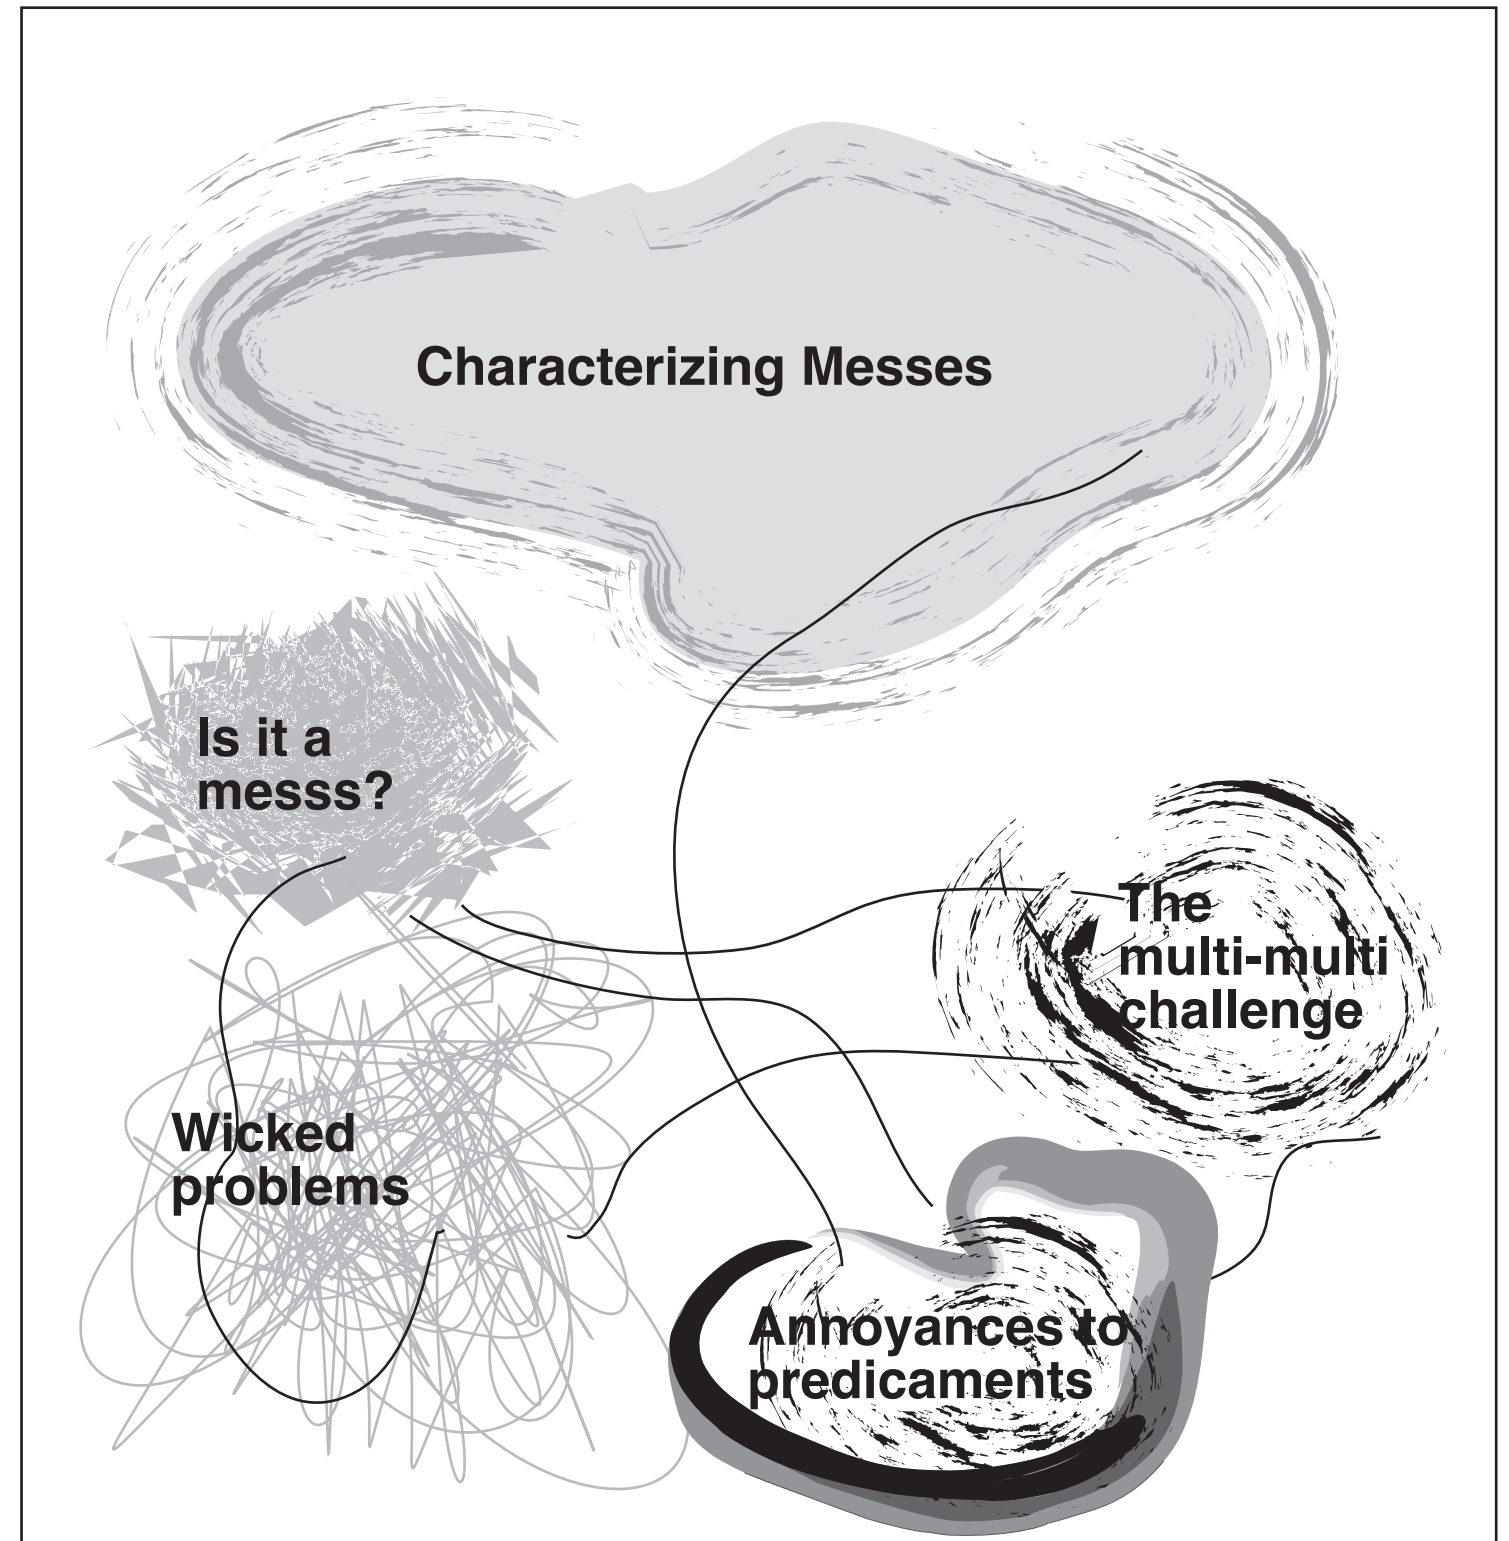 Characterizing Messes
Is it a
messs?
The
multi-multi
challenge
Wicked
problems
Annoyances to
predicaments